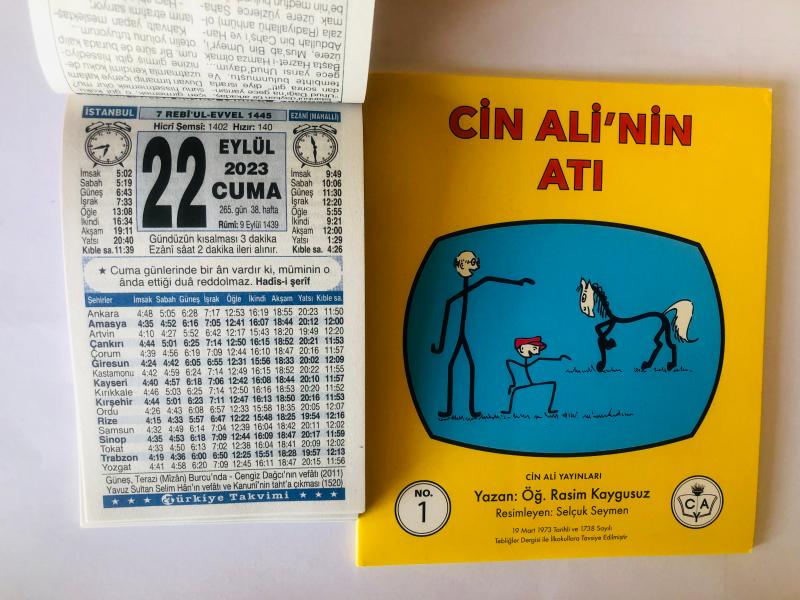 İSTANBUL
7 REBÎ'UL-EVVEL 1445
EZANÎ (MAHALLÎ)
Hicrî Şemsî: 1402 Hızır: 140
22
EYLÜL
2023
CUMA
265. gün 38. hafta
Rûmî: 9 Eylül 1439
İmsak 5:02
Sabah 5:19
Güneş 6:43
İşrak 7:33
Öğle 13:08
İkindi 16:34
Akşam 19:11
Yatsı 20:40
Kıble sa. 11:39
İmsak 9:49
Sabah 10:06
Güneş 11:30
İşrak 12:20
Öğle 5:55
İkindi 9:21
Akşam 12:00
Yatsı 1:29
Kıble sa. 4:26
Gündüzün kısalması 3 dakika
Ezânî sâat 2 dakika ileri alınır.
★ Cuma günlerinde bir ân vardır ki, müminin o
ânda ettiği duâ reddolmaz. Hadîs-i şerîf
Şehirler İmsak Sabah Güneş İşrak Öğle İkindi Akşam Yatsı Kıble sa.
Ankara 4:48 5:05 6:28 7:17 12:53 16:19 18:55 20:23 11:50
Amasya 4:35 4:52 6:16 7:05 12:41 16:07 18:44 20:12 12:00
Artvin 4:10 4:27 5:52 6:42 12:17 15:43 18:20 19:49 12:20
Çankırı 4:44 5:01 6:25 7:14 12:50 16:15 18:52 20:21 11:53
Çorum 4:39 4:56 6:19 7:09 12:44 16:10 18:47 20:16 11:57
Giresun 4:24 4:42 6:05 6:55 12:31 15:56 18:33 20:02 12:09
Kastamonu 4:42 4:59 6:24 7:14 12:49 16:15 18:52 20:22 11:55
Kayseri 4:40 4:57 6:18 7:06 12:42 16:08 18:44 20:10 11:57
Kırıkkale 4:46 5:03 6:25 7:14 12:50 16:16 18:53 20:20 11:52
Kırşehir 4:44 5:01 6:23 7:11 12:47 16:13 18:50 20:16 11:53
Ordu 4:26 4:43 6:08 6:57 12:33 15:58 18:35 20:05 12:07
Rize 4:15 4:33 5:57 6:47 12:22 15:48 18:25 19:54 12:16
Samsun 4:32 4:49 6:14 7:04 12:39 16:04 18:42 20:11 12:02
Sinop 4:35 4:53 6:18 7:09 12:44 16:09 18:47 20:17 11:59
Tokat 4:33 4:50 6:13 7:02 12:38 16:04 18:41 20:09 12:02
Trabzon 4:19 4:36 6:00 6:50 12:25 15:51 18:28 19:57 12:13
Yozgat 4:41 4:58 6:20 7:09 12:45 16:11 18:47 20:15 11:56
Güneş, Terazi (Mîzân) Burcu'nda - Cengiz Dağcı'nın vefâtı (2011)
Yavuz Sultan Selîm Hân'ın vefâtı ve Kanunî'nin taht'a çıkması (1520)
Türkiye Takvimi
CİN ALİ'NİN
ATI
CİN ALİ YAYINLARI
NO.
1
Yazan: Öğ. Rasim Kaygusuz
Resimleyen: Selçuk Seymen
19 Mart 1973 Tarihli ve 1738 Sayılı
Tebliğler Dergisi ile İlkokullara Tavsiye Edilmiştir
C A
Y